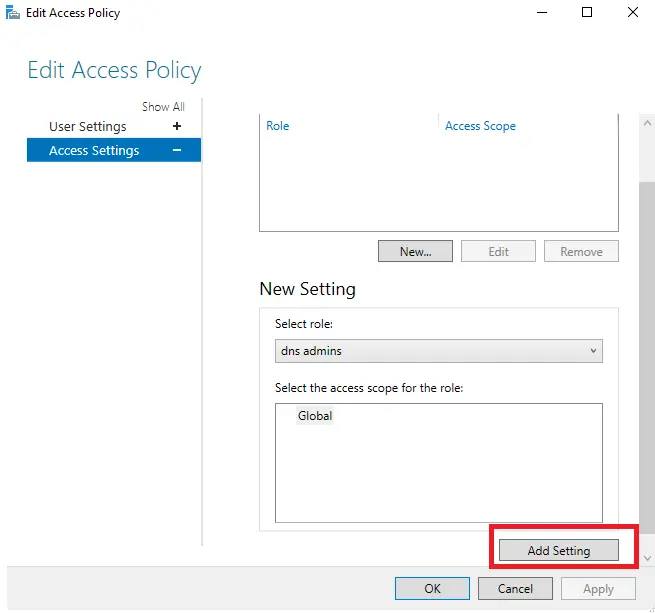 Edit Access Policy
Edit Access Policy
Show All
User Settings +
Access Settings −
Role Access Scope
New... Edit Remove
New Setting
Select role:
dns admins
Select the access scope for the role:
Global
Add Setting
OK Cancel Apply